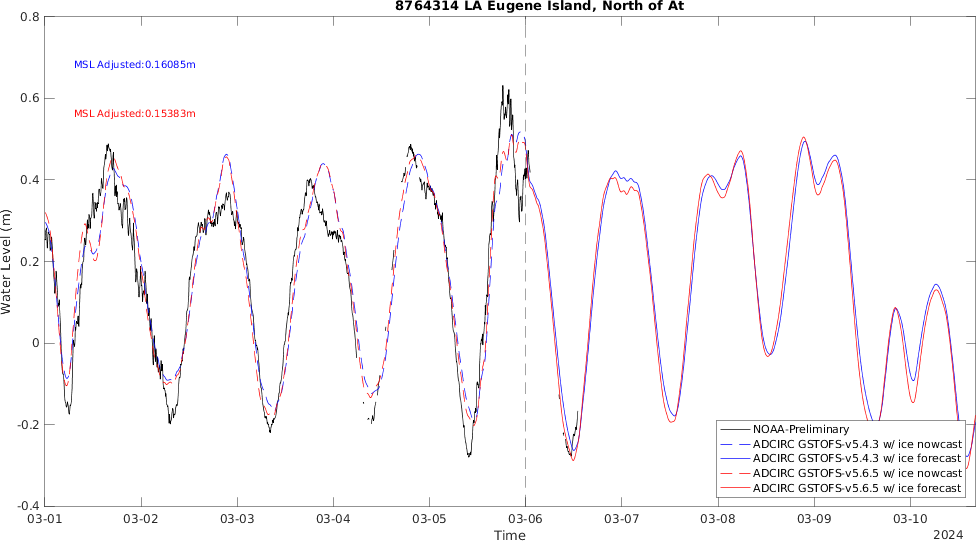 8764314 LA Eugene Island, North of At
0.8
0.6
0.4
0.2
0
-0.2
-0.4
Water Level (m)
MSL Adjusted:0.16085m
MSL Adjusted:0.15383m
NOAA-Preliminary
ADCIRC GSTOFS-v5.4.3 w/ ice nowcast
ADCIRC GSTOFS-v5.4.3 w/ ice forecast
ADCIRC GSTOFS-v5.6.5 w/ ice nowcast
ADCIRC GSTOFS-v5.6.5 w/ ice forecast
03-01 03-02 03-03 03-04 03-05 03-06 03-07 03-08 03-09 03-10
Time
2024